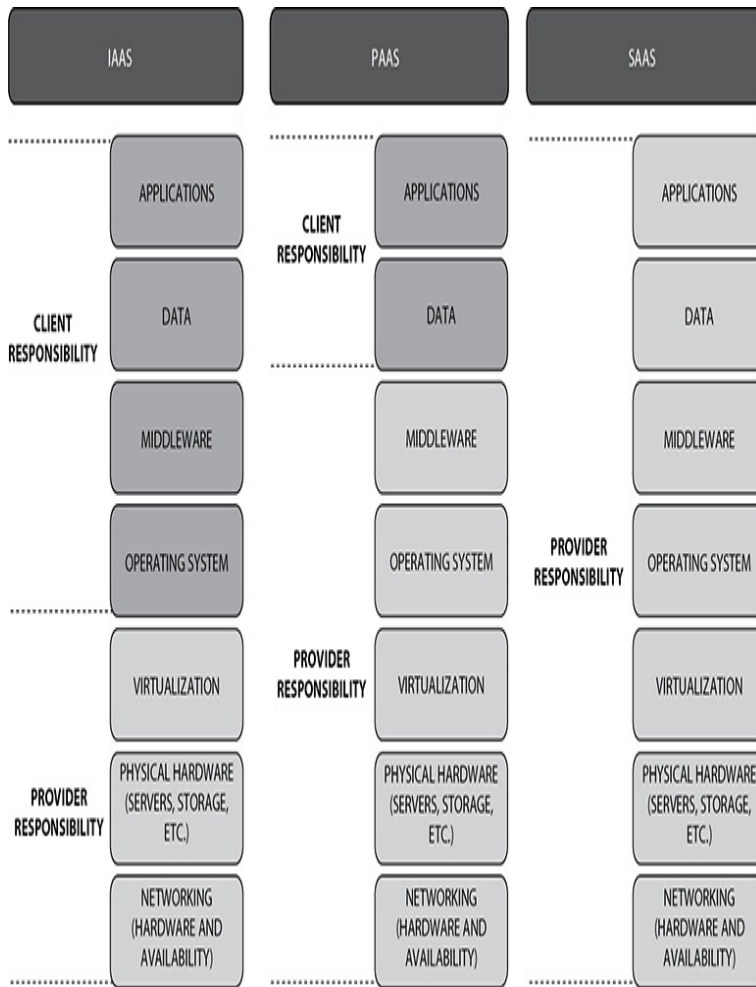 IAAS
CLIENT
RESPONSIBILITY
PROVIDER
RESPONSIBILITY
APPLICATIONS
DATA
MIDDLEWARE
OPERATING SYSTEM
VIRTUALIZATION
PHYSICAL HARDWARE
(SERVERS, STORAGE,
ETC.)
NETWORKING
(HARDWARE AND
AVAILABILITY)
PAAS
CLIENT
RESPONSIBILITY
PROVIDER
RESPONSIBILITY
APPLICATIONS
DATA
MIDDLEWARE
OPERATING SYSTEM
VIRTUALIZATION
PHYSICAL HARDWARE
(SERVERS, STORAGE,
ETC.)
NETWORKING
(HARDWARE AND
AVAILABILITY)
SAAS
PROVIDER
RESPONSIBILITY
APPLICATIONS
DATA
MIDDLEWARE
OPERATING SYSTEM
VIRTUALIZATION
PHYSICAL HARDWARE
(SERVERS, STORAGE,
ETC.)
NETWORKING
(HARDWARE AND
AVAILABILITY)